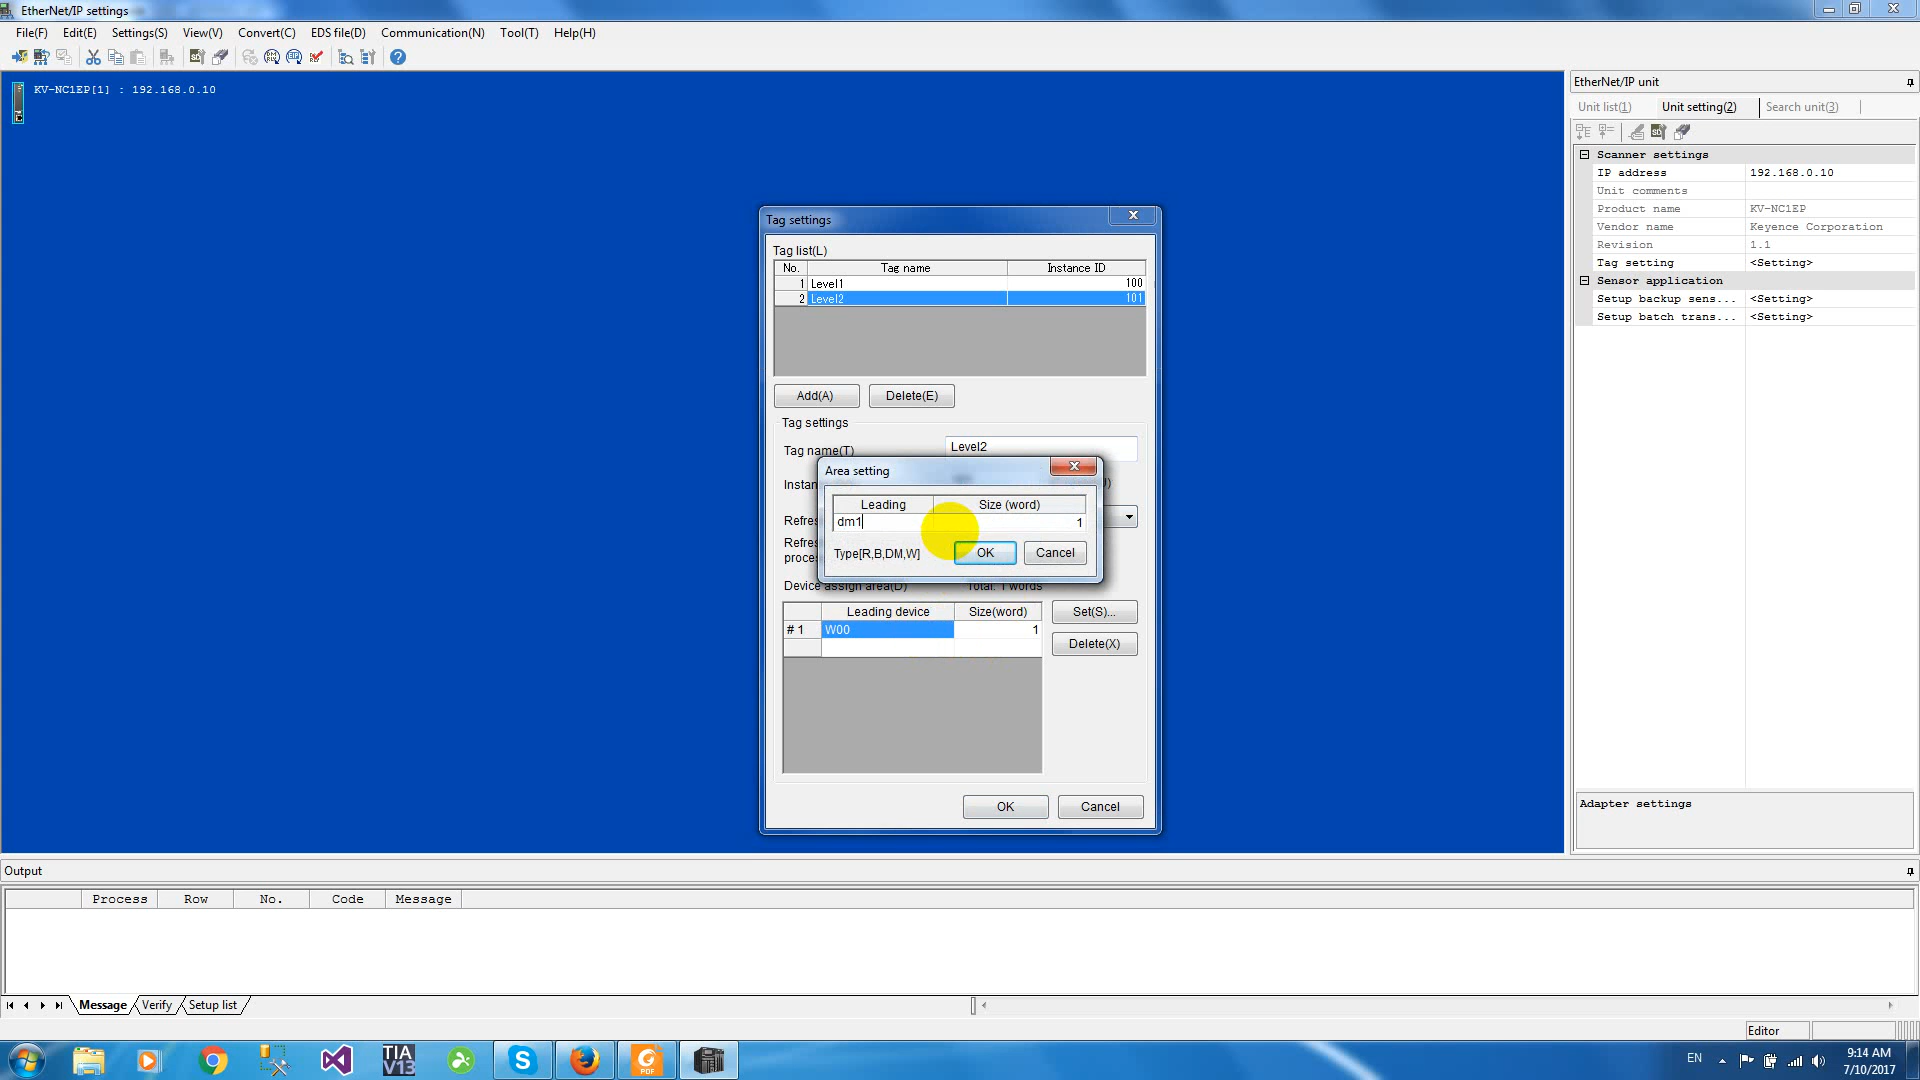 EtherNet/IP settings
File(F) Edit(E) Settings(S) View(V) Convert(C) EDS file(D) Communication(N) Tool(T) Help(H)
KV-NC1EP[1] : 192.168.0.10
EtherNet/IP unit
Unit list(1) Unit setting(2) Search unit(3)
Scanner settings
IP address 192.168.0.10
Unit comments
Product name KV-NC1EP
Vendor name Keyence Corporation
Revision 1.1
Tag setting <Setting>
Sensor application
Setup backup sens... <Setting>
Setup batch trans... <Setting>
Adapter settings
Tag settings
Tag list(L)
No. Tag name Instance ID
1 Level1 100
2 Level2 101
Add(A) Delete(E)
Tag settings
Tag name(T) Level2
Area setting
Leading Size (word)
dm1 1
Type[R,B,DM,W] OK Cancel
Device assign area(D) Total: 1 words
Leading device Size(word) Set(S)...
# 1 W00 1
Delete(X)
OK Cancel
Output
Process Row No. Code Message
Message Verify Setup list
Editor
TIA
V13
PDF
EN
9:14 AM
7/10/2017